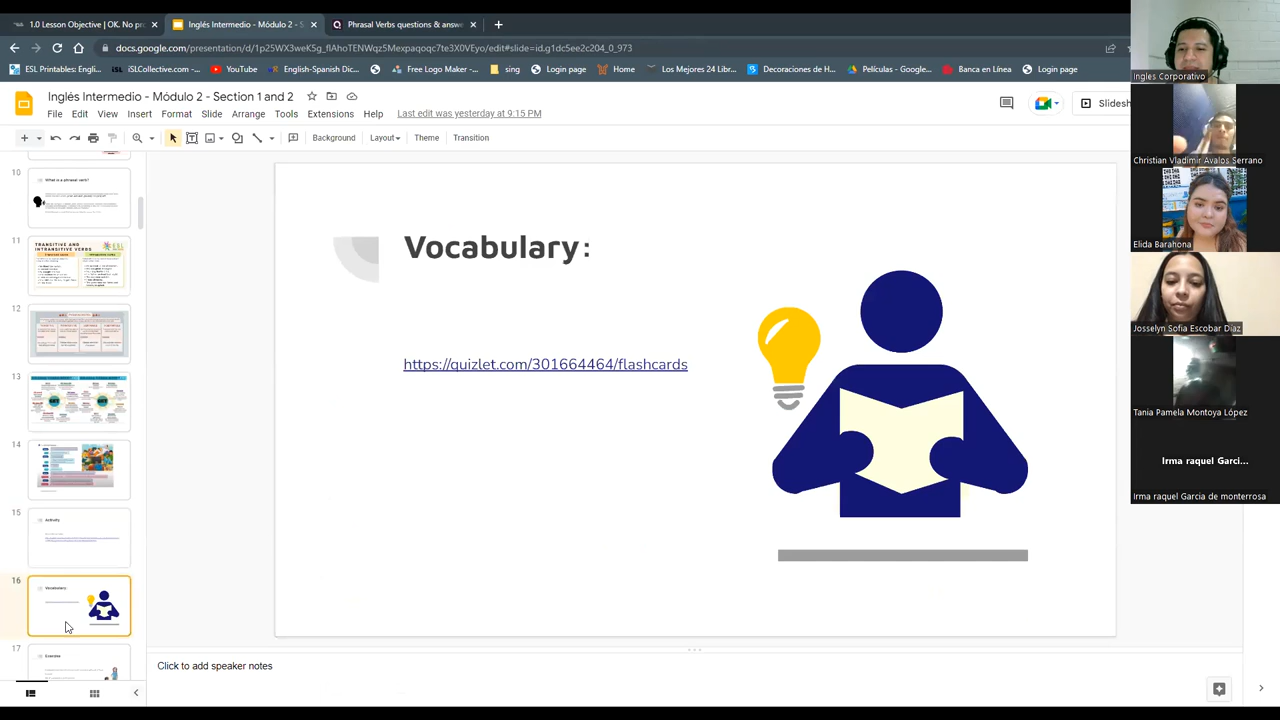 1.0 Lesson Objective | OK. No pr
Inglés Intermedio - Módulo 2 - S
Phrasal Verbs questions & answe
docs.google.com/presentation/d/1p25WX3weK5g_flAhoTENWqz5Mexpaqoqc7te3X0VEyo/edit#slide=id.g1dc5ee2c204_0_973
ESL Printables: Engl...
iSLCollective.com -...
YouTube
English-Spanish Dic...
Free Logo Maker -...
sing
Login page
Home
Los Mejores 24 Libr...
Decoraciones de H...
Películas - Google...
Banca en Línea
Login page
Inglés Intermedio - Módulo 2 - Section 1 and 2
File Edit View Insert Format Slide Arrange Tools Extensions Help
Last edit was yesterday at 9:15 PM
Slidesh
Background
Layout
Theme
Transition
10
What is a phrasal verb?
11
TRANSITIVE AND
INTRANSITIVE VERBS
12
13
14
15
Activity
16
Vocabulary:
17
Exercise
Vocabulary:
https://quizlet.com/301664464/flashcards
Click to add speaker notes
Ingles Corporativo
Christian Vladimir Avalos Serrano
Elida Barahona
Josselyn Sofia Escobar Diaz
Tania Pamela Montoya López
Irma raquel Garci...
Irma raquel Garcia de monterrosa